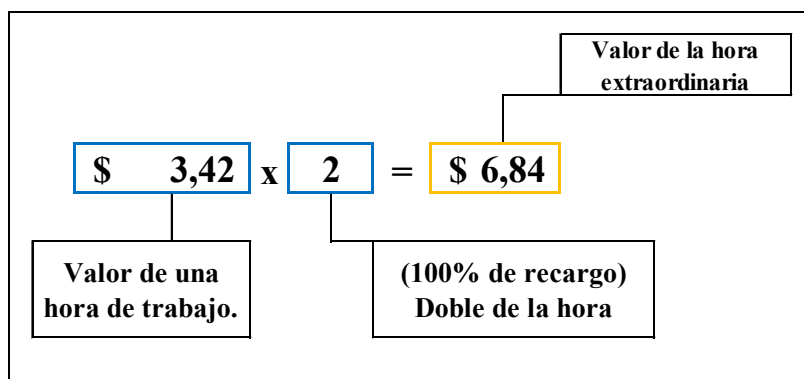 Valor de la hora
extraordinaria
$ 3,42 x 2 = $ 6,84
Valor de una
hora de trabajo.
(100% de recargo)
Doble de la hora